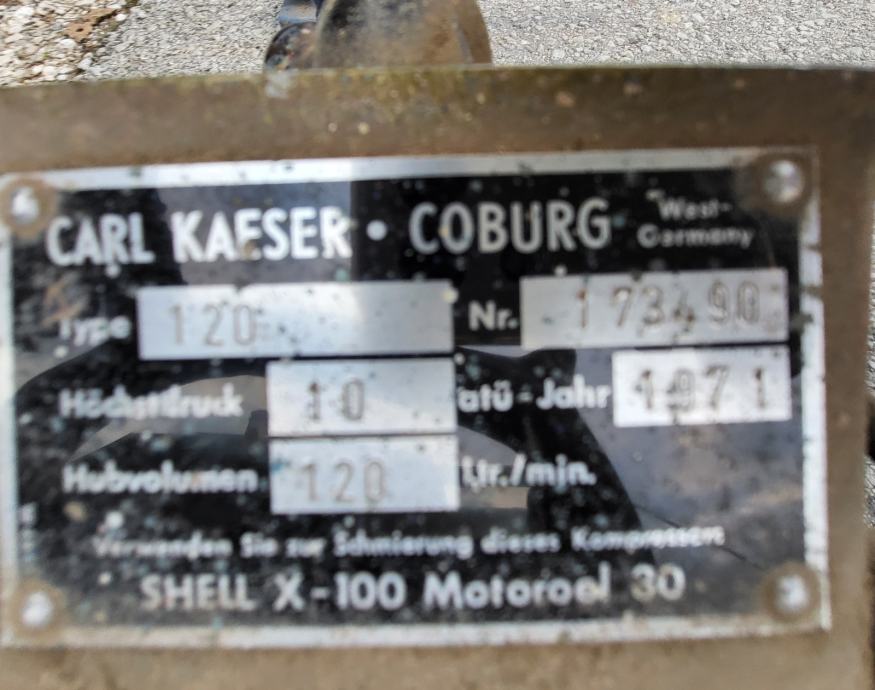 CARL KAESER • COBURG West-
Germany
Type 120 Nr. 173490
Höchstdruck 10 atü-Jahr 1971
Hubvolumen 120 Ltr./min.
Verwenden Sie zur Schmierung dieses Kompressors
SHELL X-100 Motoroel 30